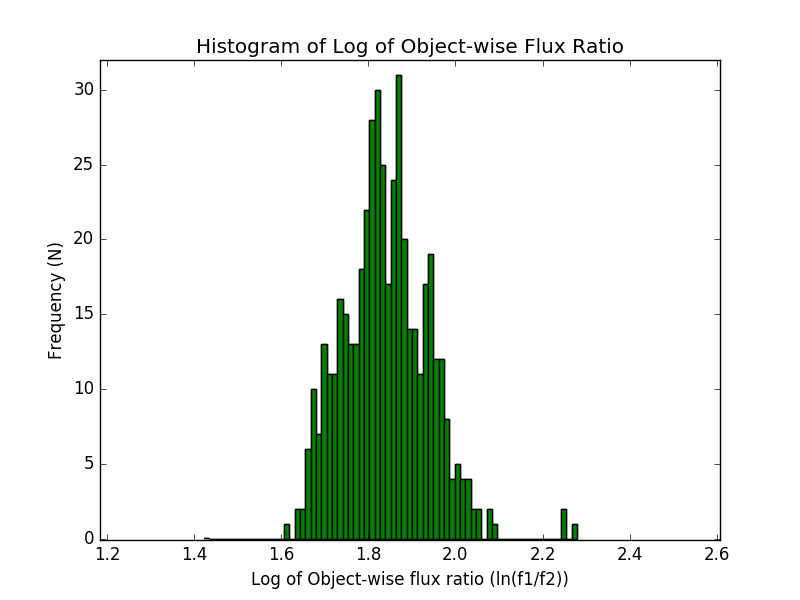 Histogram of Log of Object-wise Flux Ratio
30
25
20
15
10
5
0
Frequency (N)
1.2 1.4 1.6 1.8 2.0 2.2 2.4 2.6
Log of Object-wise flux ratio (ln(f1/f2))